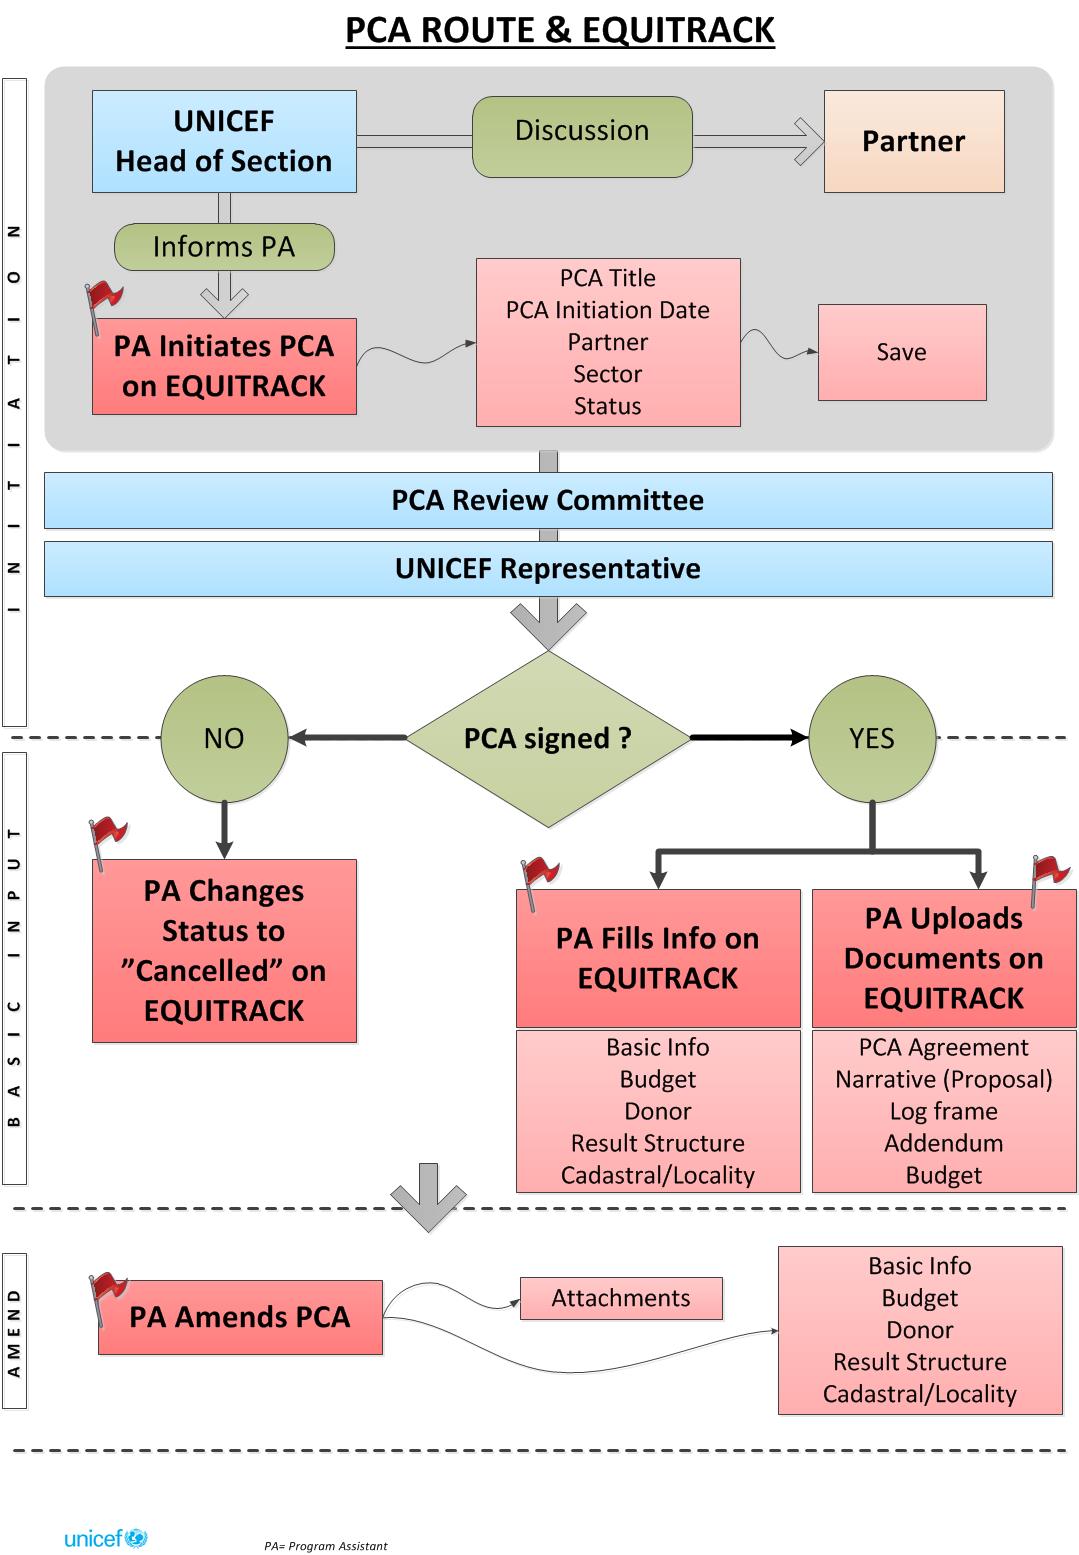 PCA ROUTE & EQUITRACK
INITIATION
UNICEF
Head of Section
Discussion
Partner
Informs PA
PA Initiates PCA
on EQUITRACK
PCA Title
PCA Initiation Date
Partner
Sector
Status
Save
PCA Review Committee
UNICEF Representative
PCA signed ?
NO
YES
BASIC INPUT
PA Changes
Status to
”Cancelled” on
EQUITRACK
PA Fills Info on
EQUITRACK
Basic Info
Budget
Donor
Result Structure
Cadastral/Locality
PA Uploads
Documents on
EQUITRACK
PCA Agreement
Narrative (Proposal)
Log frame
Addendum
Budget
AMEND
PA Amends PCA
Attachments
Basic Info
Budget
Donor
Result Structure
Cadastral/Locality
unicef
PA= Program Assistant